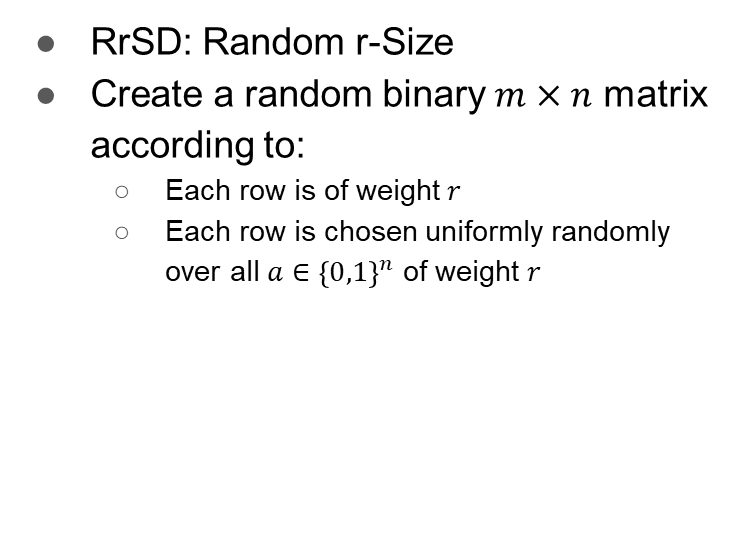 ● RrSD: Random r-Size
● Create a random binary m × n matrix
according to:
○ Each row is of weight r
○ Each row is chosen uniformly randomly
over all a ∈ {0,1}ⁿ of weight r